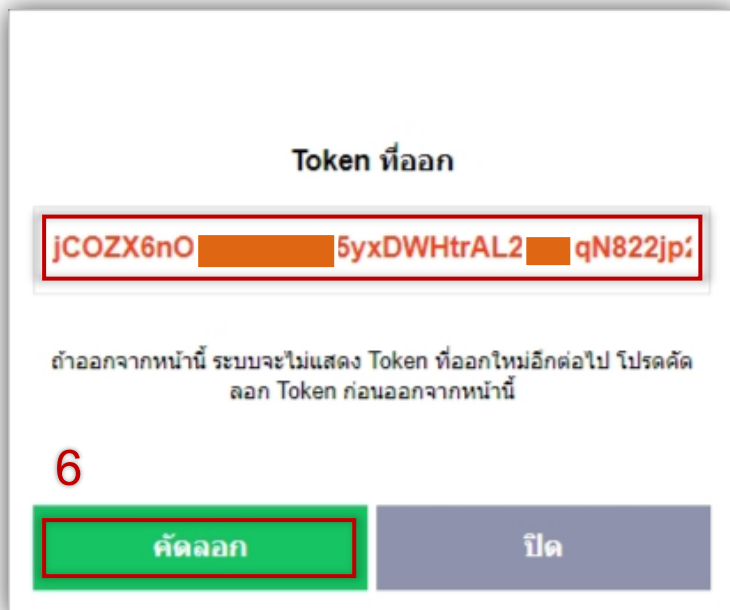 Token ที่ออก
jCOZX6nO 5yxDWHtrAL2 qN822jp2
ถ้าออกจากหน้านี้ ระบบจะไม่แสดง Token ที่ออกใหม่อีกต่อไป โปรดคัด
ลอก Token ก่อนออกจากหน้านี้
6
คัดลอก ปิด